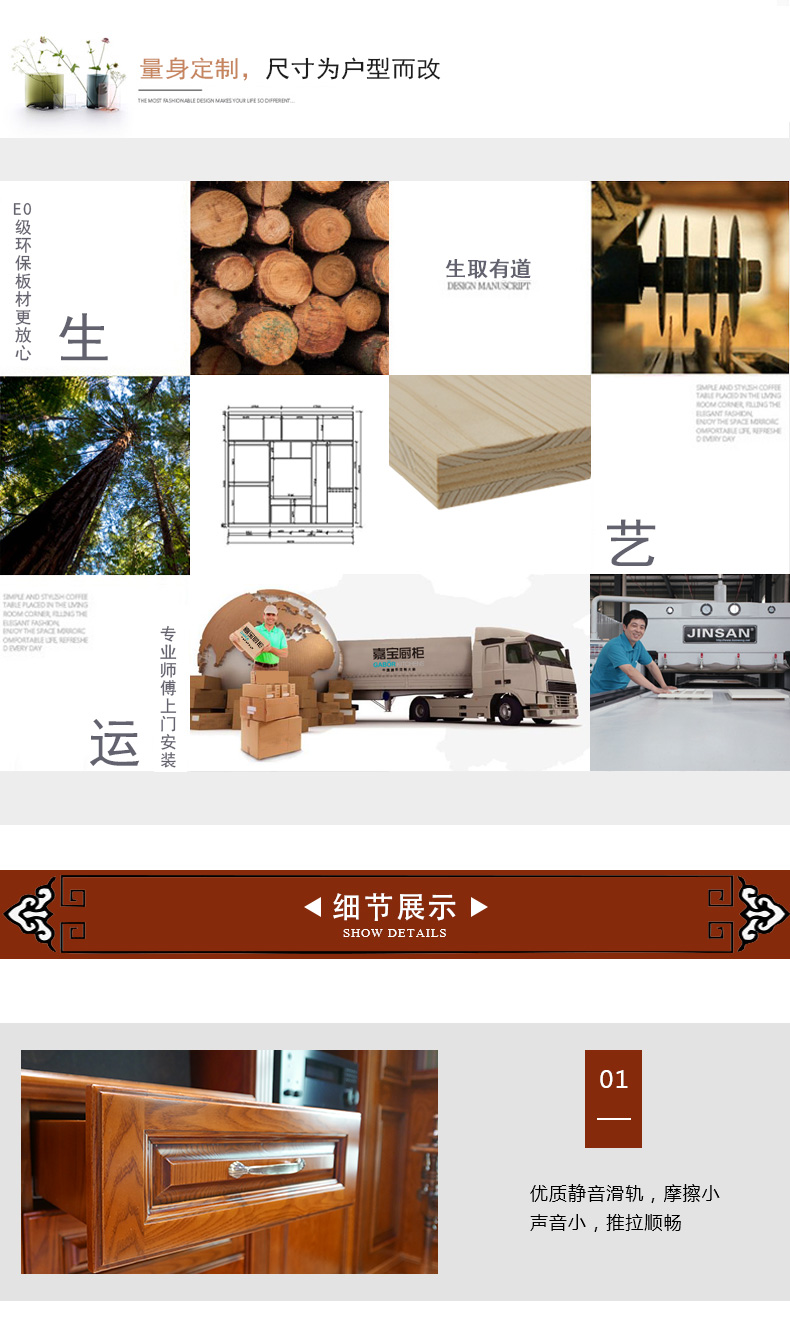 量身定制，尺寸为户型而改
THE MOST FASHIONABLE DESIGN MAKES YOUR LIFE SO DIFFERENT...
E0级环保板材更放心
生
生取有道
DESIGN MANUSCRIPT
SIMPLE AND STYLISH COFFEE
TABLE PLACED IN THE LIVING
ROOM CORNER, FILLING THE
ELEGANT FASHION,
ENJOY THE SPACE MIRRORC
OMFORTABLE LIFE, REFRESHE
D EVERY DAY
艺
SIMPLE AND STYLISH COFFEE
TABLE PLACED IN THE LIVING
ROOM CORNER, FILLING THE
ELEGANT FASHION,
ENJOY THE SPACE MIRRORC
OMFORTABLE LIFE, REFRESHE
D EVERY DAY
专业师傅上门安装
运
嘉宝厨柜
嘉宝厨柜
GABOR
JINSAN
细节展示
SHOW DETAILS
01
优质静音滑轨，摩擦小
声音小，推拉顺畅